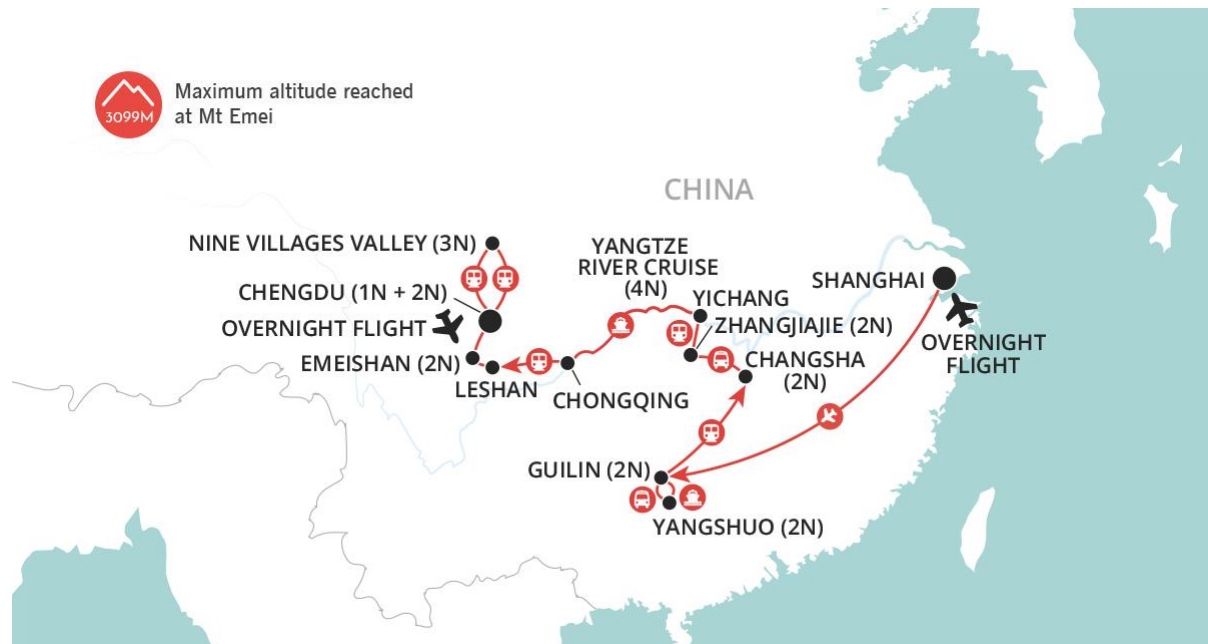 Maximum altitude reached
at Mt Emei
3099M
CHINA
NINE VILLAGES VALLEY (3N)
YANGTZE
RIVER CRUISE
(4N)
SHANGHAI
CHENGDU (1N + 2N)
YICHANG
OVERNIGHT FLIGHT
ZHANGJIAJIE (2N)
OVERNIGHT
FLIGHT
EMEISHAN (2N)
CHANGSHA
(2N)
LESHAN
CHONGQING
GUILIN (2N)
YANGSHUO (2N)